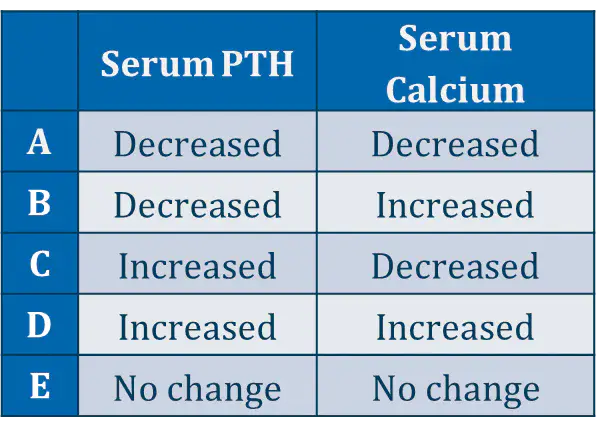 Serum PTH Serum Calcium
A Decreased Decreased
B Decreased Increased
C Increased Decreased
D Increased Increased
E No change No change